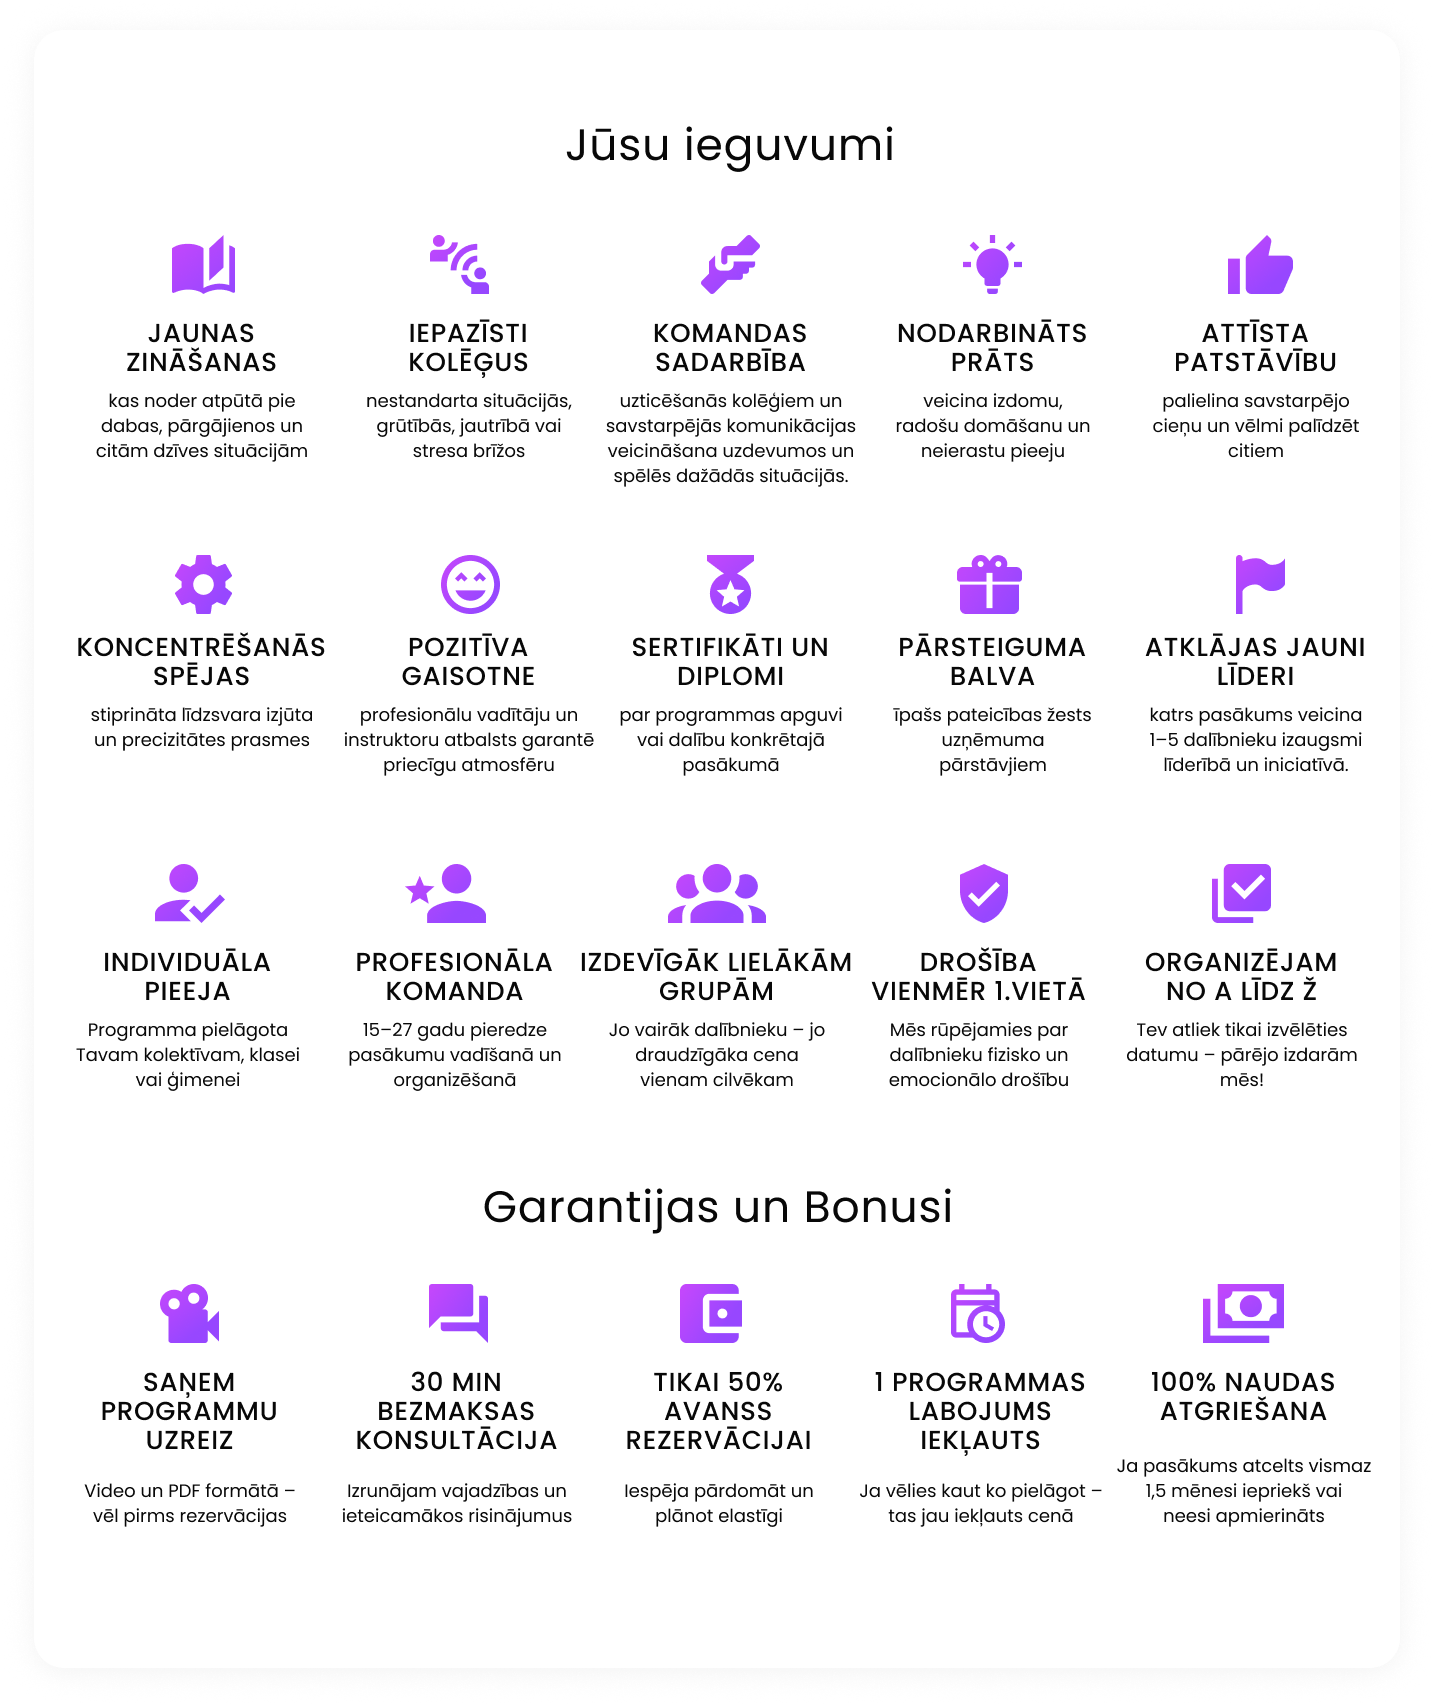 Jūsu ieguvumi
JAUNAS
ZINĀŠANAS
kas noder atpūtā pie
dabas, pārgājienos un
citām dzīves situācijām
IEPAZĪSTI
KOLĒĢUS
nestandarta situācijās,
grūtībās, jautrībā vai
stresa brīžos
KOMANDAS
SADARBĪBA
uzticēšanās kolēģiem un
savstarpējās komunikācijas
veicināšana uzdevumos un
spēlēs dažādās situācijās.
NODARBINĀTS
PRĀTS
veicina izdomu,
radošu domāšanu un
neierastu pieeju
ATTĪSTA
PATSTĀVĪBU
palielina savstarpējo
cieņu un vēlmi palīdzēt
citiem
KONCENTRĒŠANĀS
SPĒJAS
stiprināta līdzsvara izjūta
un precizitātes prasmes
POZITĪVA
GAISOTNE
profesionālu vadītāju un
instruktoru atbalsts garantē
priecīgu atmosfēru
SERTIFIKĀTI UN
DIPLOMI
par programmas apguvi
vai dalību konkrētajā
pasākumā
PĀRSTEIGUMA
BALVA
īpašs pateicības žests
uzņēmuma
pārstāvjiem
ATKLĀJAS JAUNI
LĪDERI
katrs pasākums veicina
1–5 dalībnieku izaugsmi
līderībā un iniciatīvā.
INDIVIDUĀLA
PIEEJA
Programma pielāgota
Tavam kolektīvam, klasei
vai ģimenei
PROFESIONĀLA
KOMANDA
15–27 gadu pieredze
pasākumu vadīšanā un
organizēšanā
IZDEVĪGĀK LIELĀKĀM
GRUPĀM
Jo vairāk dalībnieku – jo
draudzīgāka cena
vienam cilvēkam
DROŠĪBA
VIENMĒR 1.VIETĀ
Mēs rūpējamies par
dalībnieku fizisko un
emocionālo drošību
ORGANIZĒJAM
NO A LĪDZ Ž
Tev atliek tikai izvēlēties
datumu – pārējo izdarām
mēs!
Garantijas un Bonusi
SAŅEM
PROGRAMMU
UZREIZ
Video un PDF formātā –
vēl pirms rezervācijas
30 MIN
BEZMAKSAS
KONSULTĀCIJA
Izrunājam vajadzības un
ieteicamākos risinājumus
TIKAI 50%
AVANSS
REZERVĀCIJAI
Iespēja pārdomāt un
plānot elastīgi
1 PROGRAMMAS
LABOJUMS
IEKĻAUTS
Ja vēlies kaut ko pielāgot –
tas jau iekļauts cenā
100% NAUDAS
ATGRIEŠANA
Ja pasākums atcelts vismaz
1,5 mēnesi iepriekš vai
neesi apmierināts